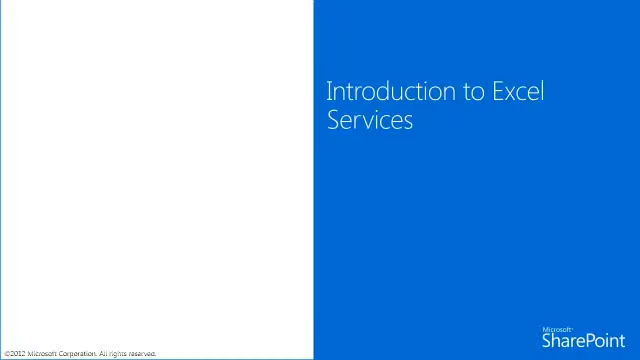 Introduction to Excel
Services
©2012 Microsoft Corporation. All rights reserved.
Microsoft®
SharePoint